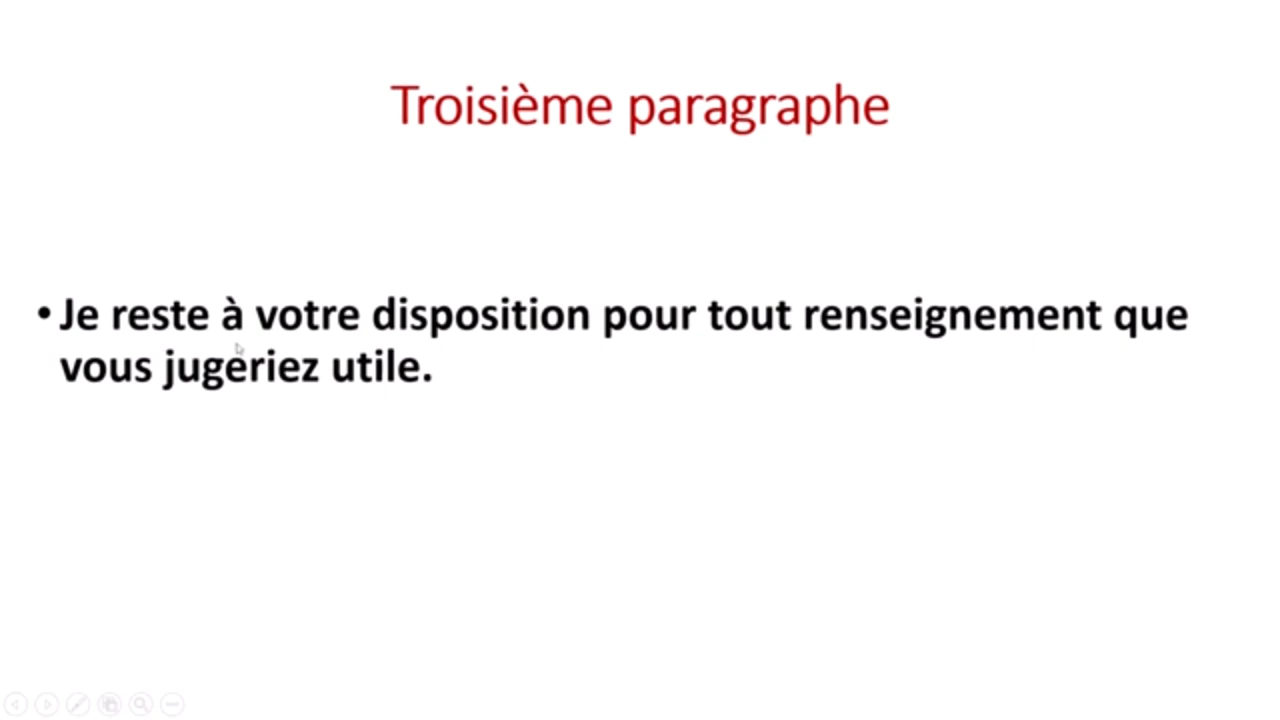 Troisième paragraphe
• Je reste à votre disposition pour tout renseignement que
vous jugeriez utile.